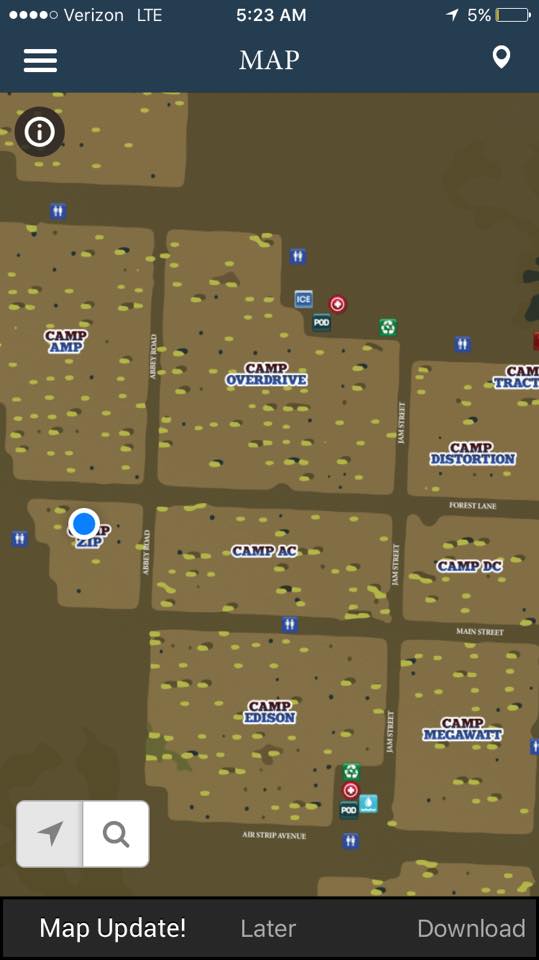 Verizon LTE 5:23 AM 5%
MAP
CAMP
AMP
ABBEY ROAD
ICE
POD
CAMP
OVERDRIVE
JAM STREET
CAM
TRACT
CAMP
DISTORTION
FOREST LANE
ZIP
ABBEY ROAD
CAMP AC
JAM STREET
CAMP DC
MAIN STREET
CAMP
EDISON
JAM STREET
CAMP
MEGAWATT
POD
AIR STRIP AVENUE
Map Update! Later Download